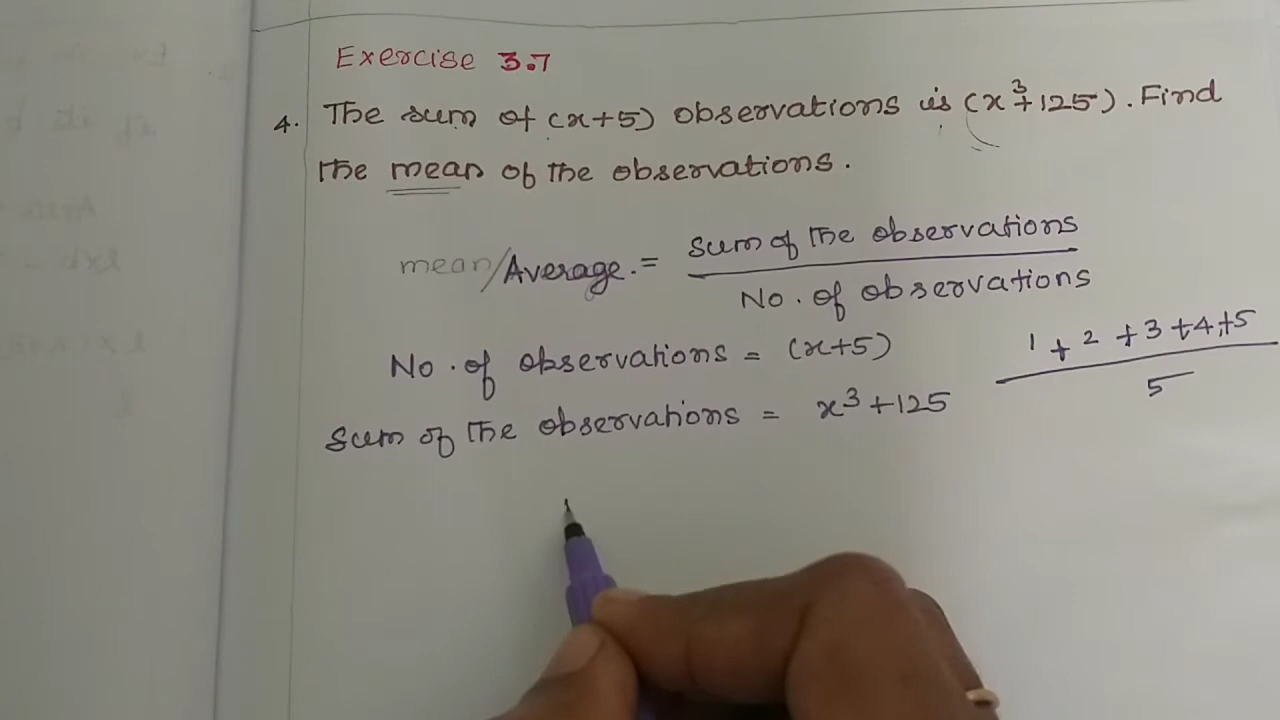 Exercise 3.7
4. The sum of (x+5) observations is (x³+125). Find
the mean of the observations.
mean/Average. = sum of the observations
No. of observations
No. of observations = (x+5)
1 + 2 + 3 + 4 + 5
5
sum of the observations = x³+125